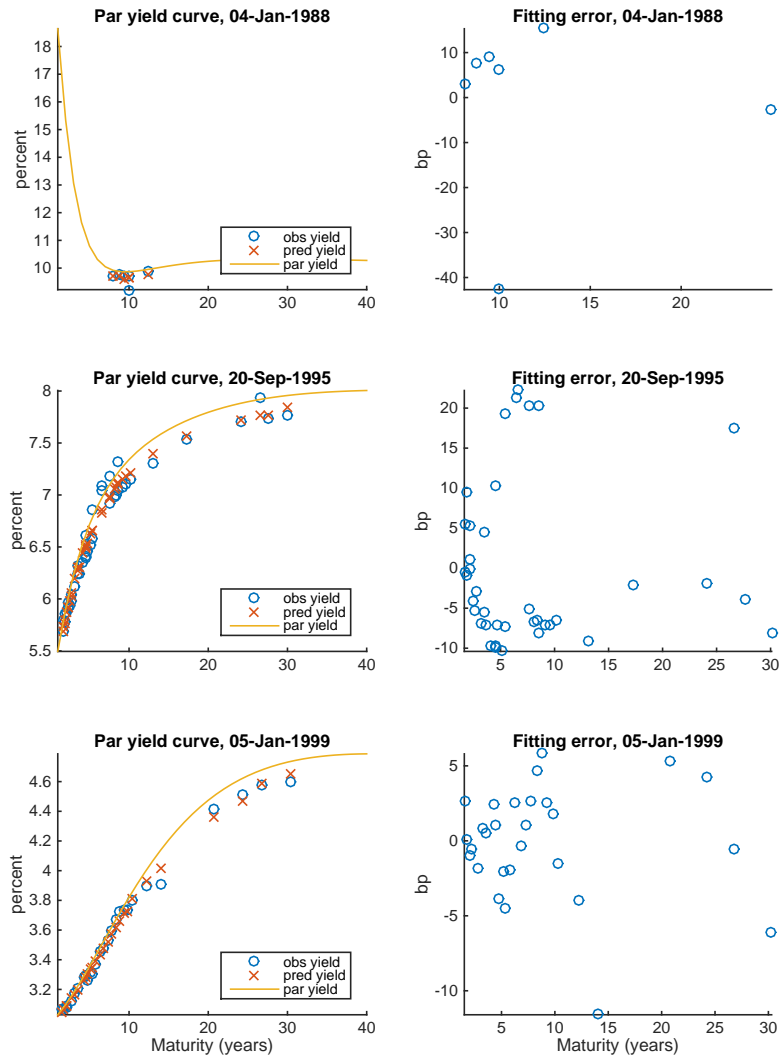 Par yield curve, 04-Jan-1988
18
17
16
15
14
13
12
11
10
percent
10
20
30
40
obs yield
pred yield
par yield
Fitting error, 04-Jan-1988
10
0
-10
-20
-30
-40
bp
10
15
20
Par yield curve, 20-Sep-1995
8
7.5
7
6.5
6
5.5
percent
10
20
30
40
obs yield
pred yield
par yield
Fitting error, 20-Sep-1995
20
15
10
5
0
-5
-10
bp
5
10
15
20
25
30
Par yield curve, 05-Jan-1999
4.6
4.4
4.2
4
3.8
3.6
3.4
3.2
percent
10
20
30
40
Maturity (years)
obs yield
pred yield
par yield
Fitting error, 05-Jan-1999
5
0
-5
-10
bp
5
10
15
20
25
30
Maturity (years)